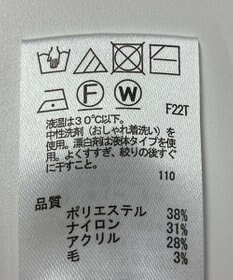 F W F22T
液温は30℃以下。
中性洗剤（おしゃれ着洗い）を
使用。漂白剤は液体タイプを使
用。よくすすぎ、絞りの後すぐ
に干すこと。
110
品質
ポリエステル 38%
ナイロン 31%
アクリル 28%
毛 3%